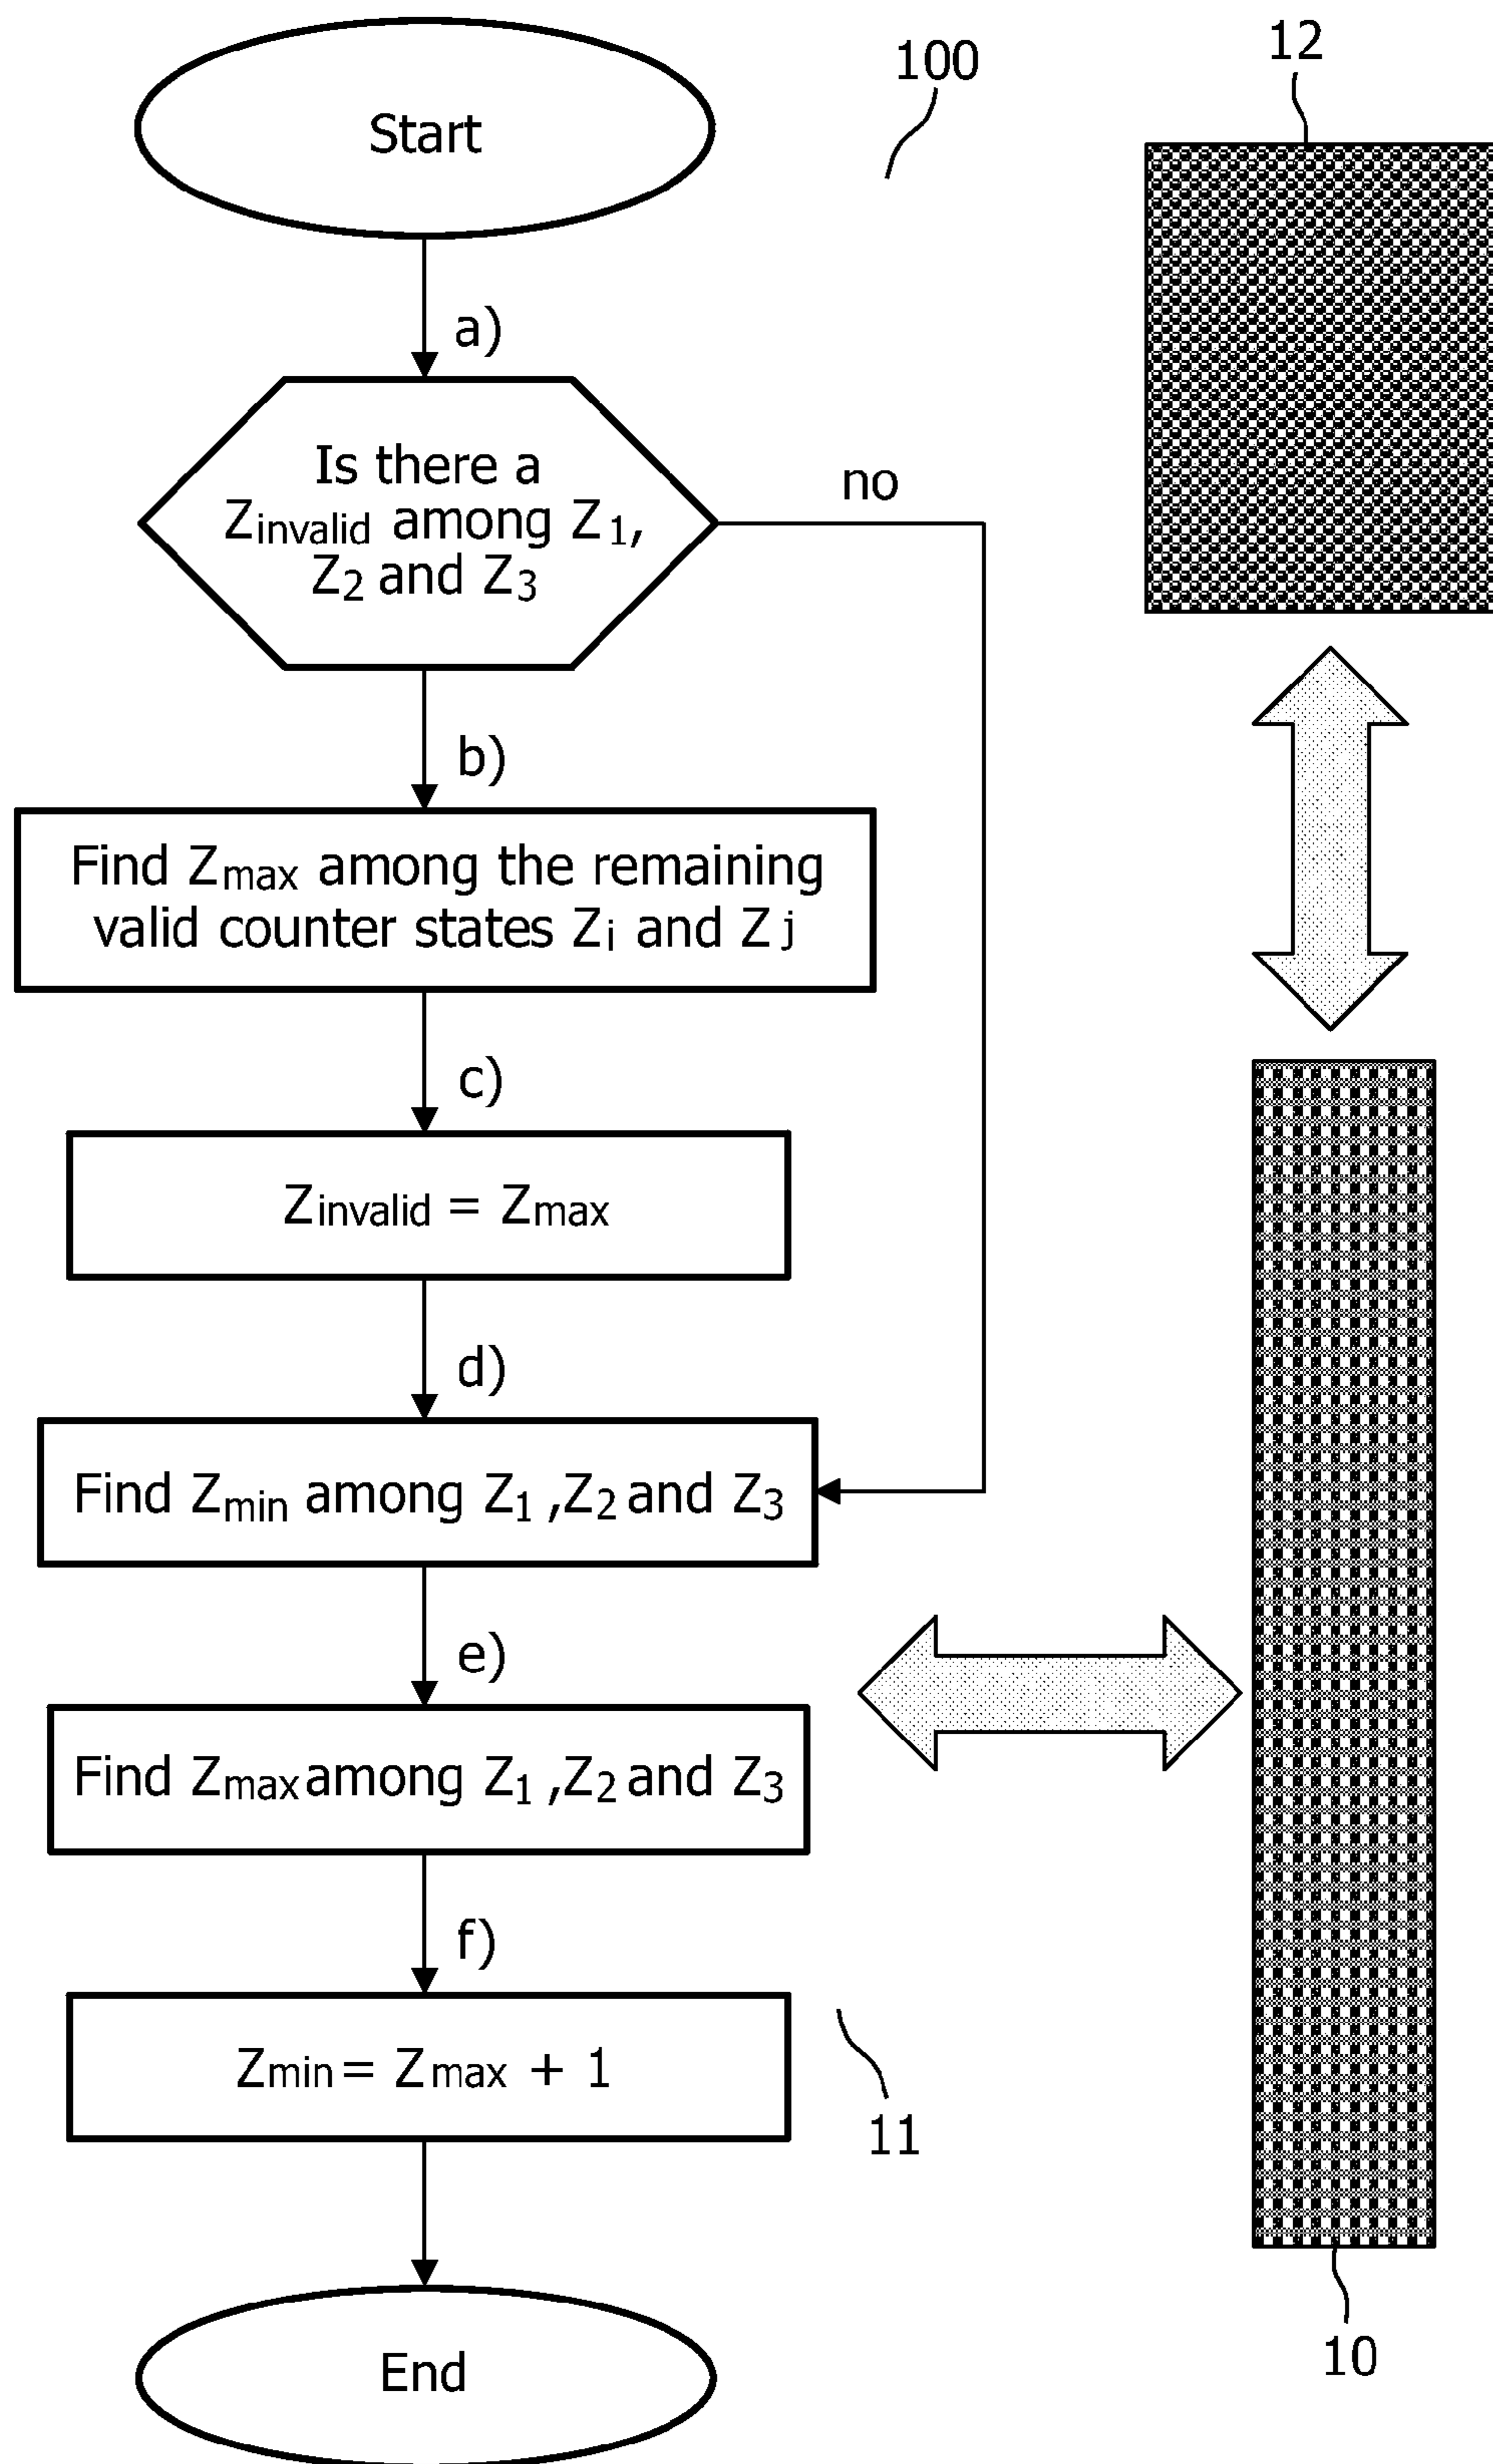 Start
100
12
a)
Is there a
Zinvalid among Z1,
Z2 and Z3
no
b)
Find Zmax among the remaining
valid counter states Zi and Zj
c)
Zinvalid = Zmax
d)
Find Zmin among Z1 ,Z2 and Z3
e)
Find Zmax among Z1 ,Z2 and Z3
f)
Zmin = Zmax + 1
11
End
10